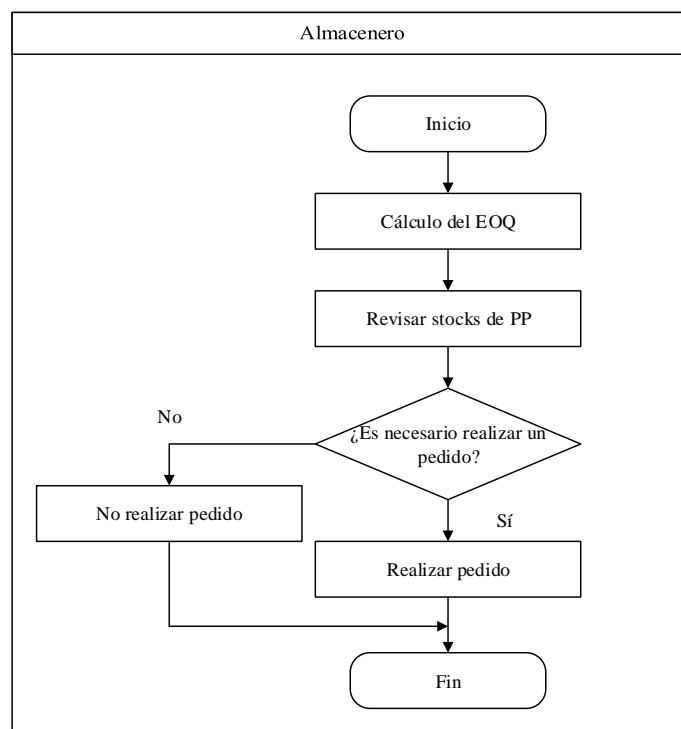 Almacenero
Inicio
Cálculo del EOQ
Revisar stocks de PP
¿Es necesario realizar un
pedido?
No
No realizar pedido
Sí
Realizar pedido
Fin